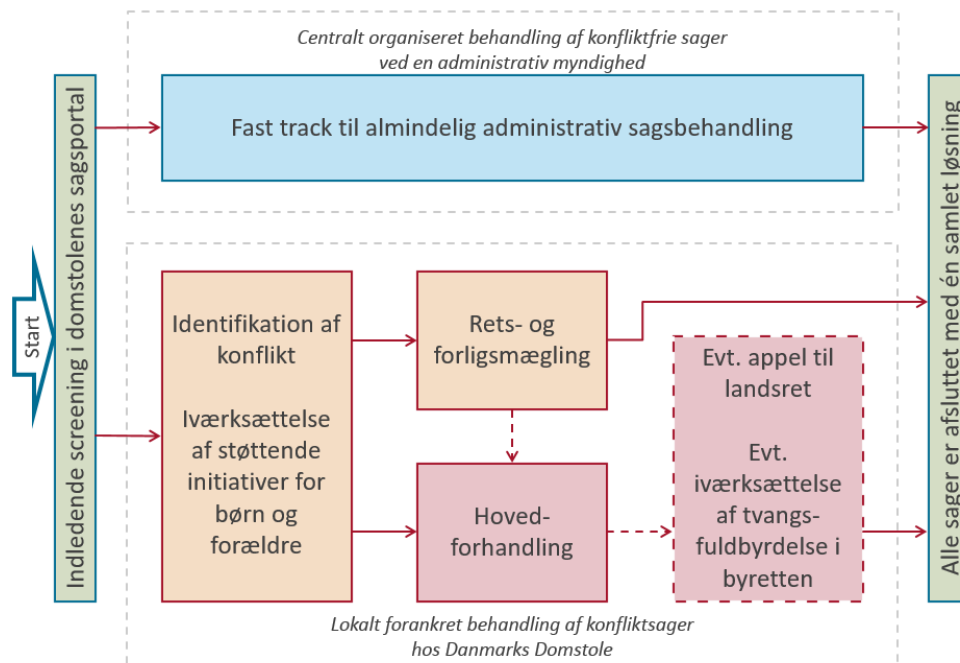 Centralt organiseret behandling af konfliktfrie sager
ved en administrativ myndighed
Start
Indledende screening i domstolenes sagsportal
Fast track til almindelig administrativ sagsbehandling
Identifikation af
konflikt
Iværksættelse
af støttende
initiativer for
børn og
forældre
Rets- og
forligsmægling
Hoved-
forhandling
Evt. appel til
landsret
Evt.
iværksættelse
af tvangs-
fuldbyrdelse i
byretten
Alle sager er afsluttet med én samlet løsning
Lokalt forankret behandling af konfliktsager
hos Danmarks Domstole